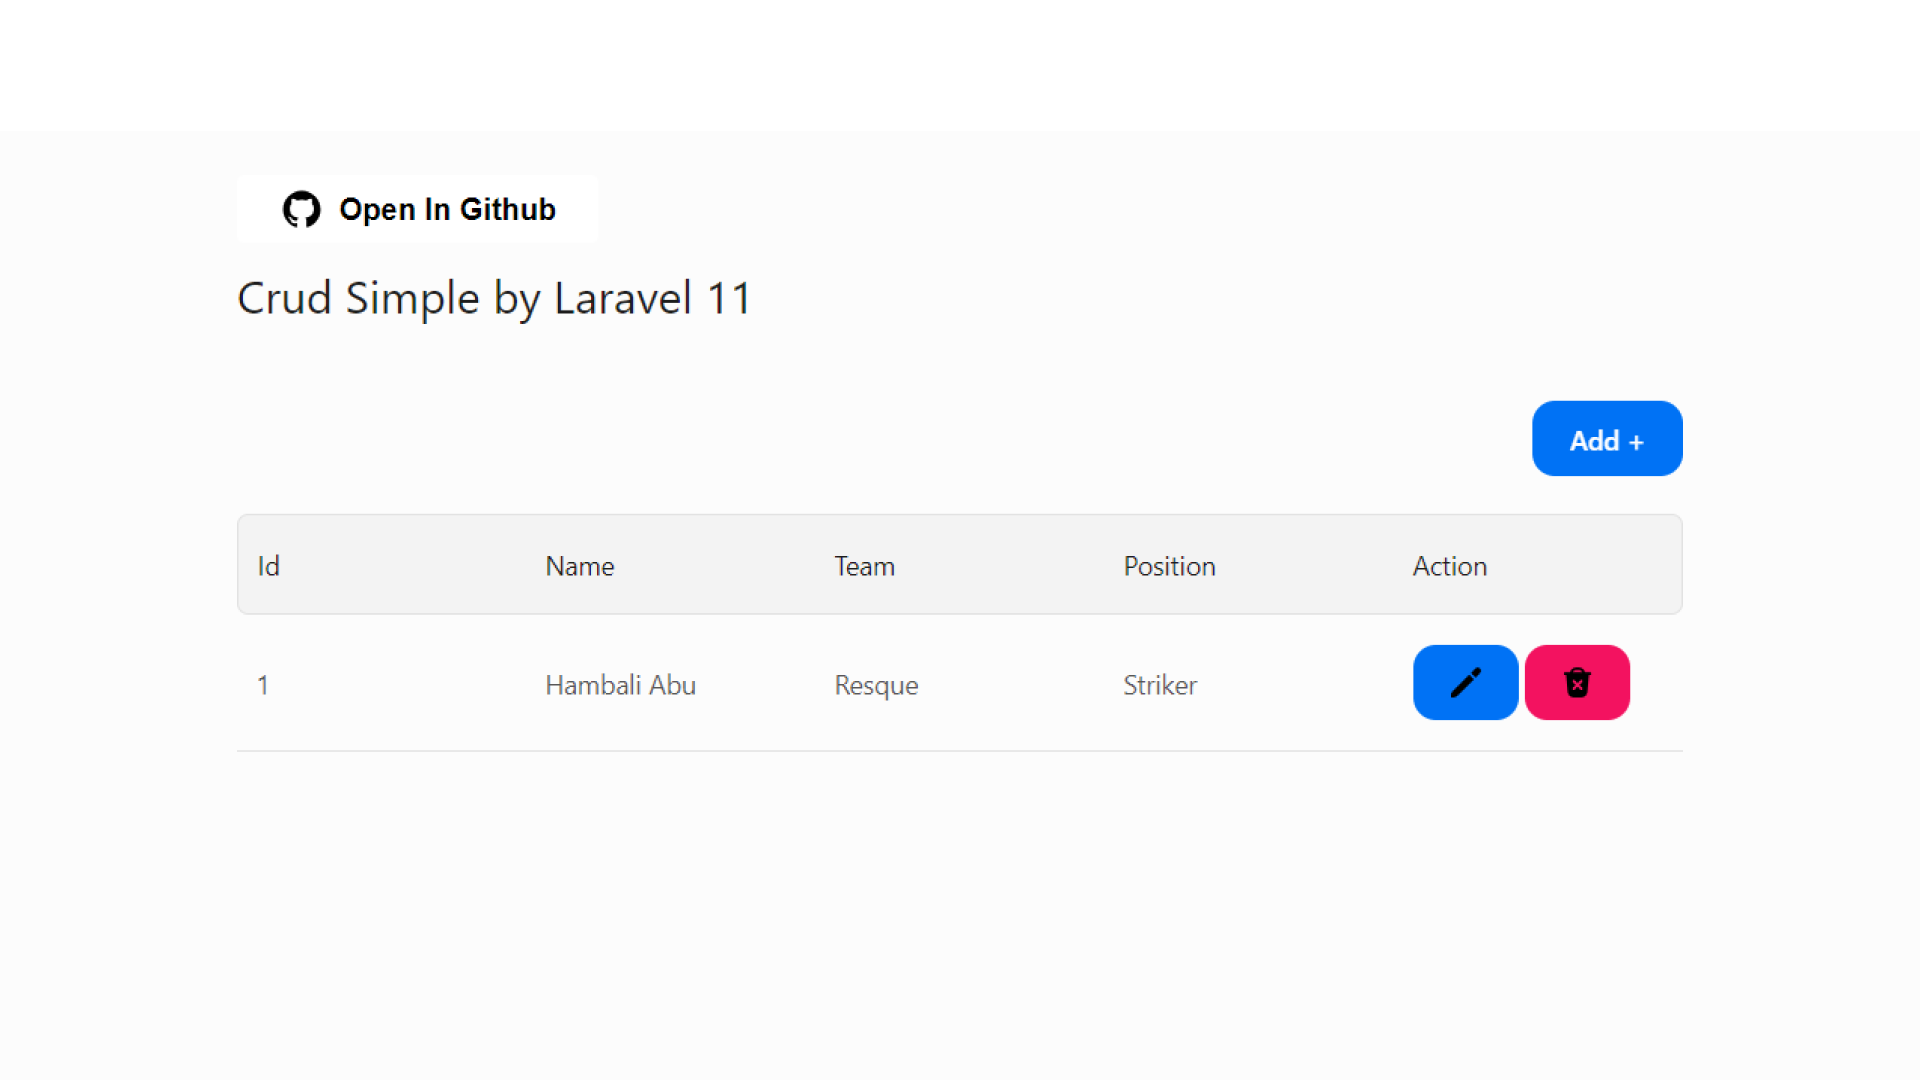 Open In Github
Crud Simple by Laravel 11
Add +
Id Name Team Position Action
1 Hambali Abu Resque Striker